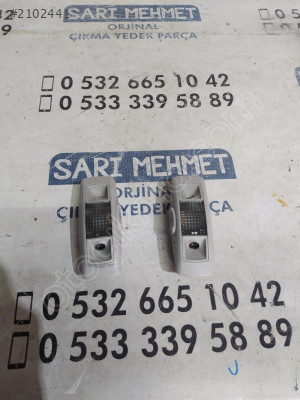 #210244
SARI MEHMET
ORJİNAL
ÇIKMA YEDEK PARÇA
0 532 665 10 42
0 533 339 58 89
SARI MEHMET
ORJİNAL
ÇIKMA YEDEK PARÇA
0 532 665 10 42
0 533 339 58 89